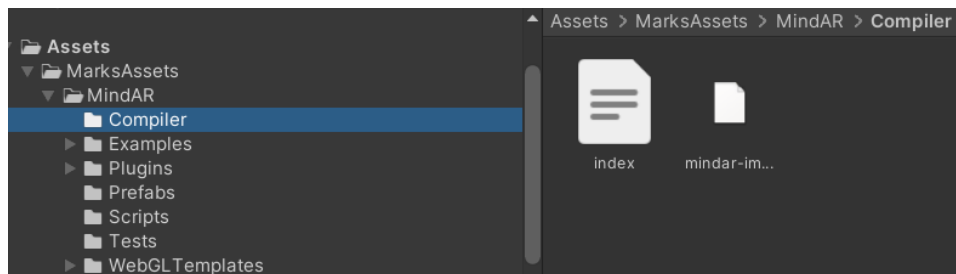 Assets
MarksAssets
MindAR
Compiler
Examples
Plugins
Prefabs
Scripts
Tests
WebGLTemplates
Assets > MarksAssets > MindAR > Compiler
index
mindar-im...